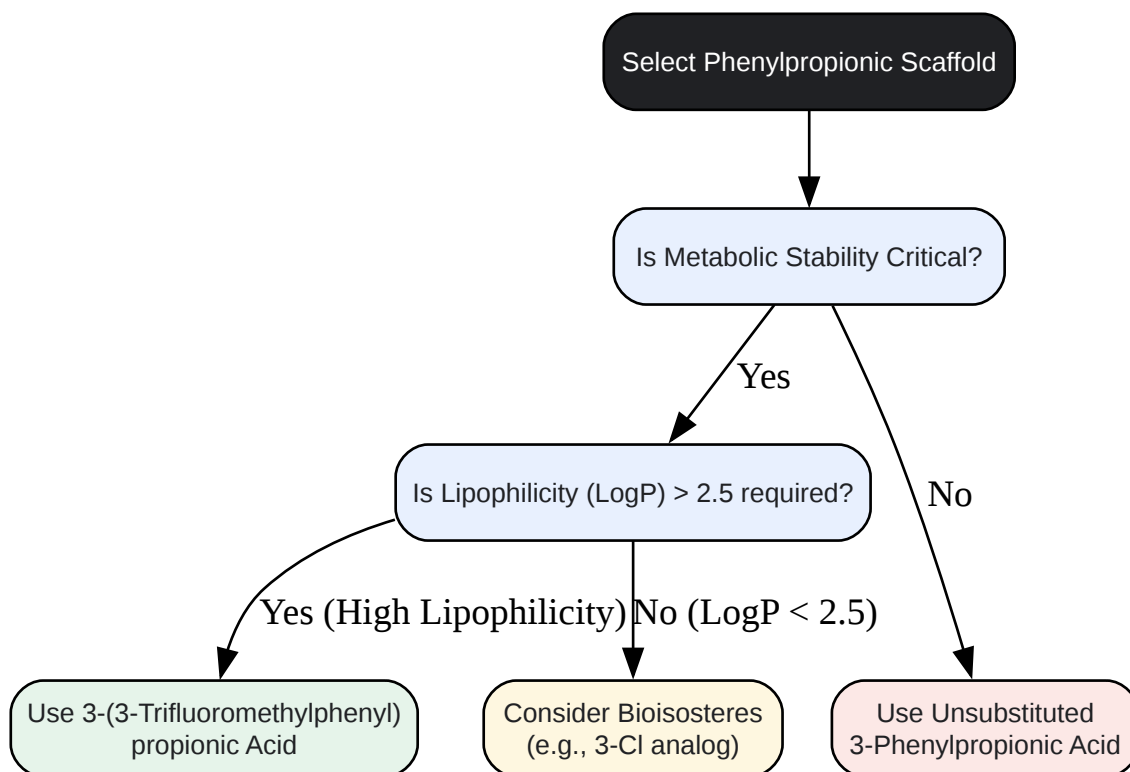 Select Phenylpropionic Scaffold
Is Metabolic Stability Critical?
Yes
Is Lipophilicity (LogP) > 2.5 required?
No
Yes (High Lipophilicity)
No (LogP < 2.5)
Use 3-(3-Trifluoromethylphenyl)
propionic Acid
Consider Bioisosteres
(e.g., 3-Cl analog)
Use Unsubstituted
3-Phenylpropionic Acid